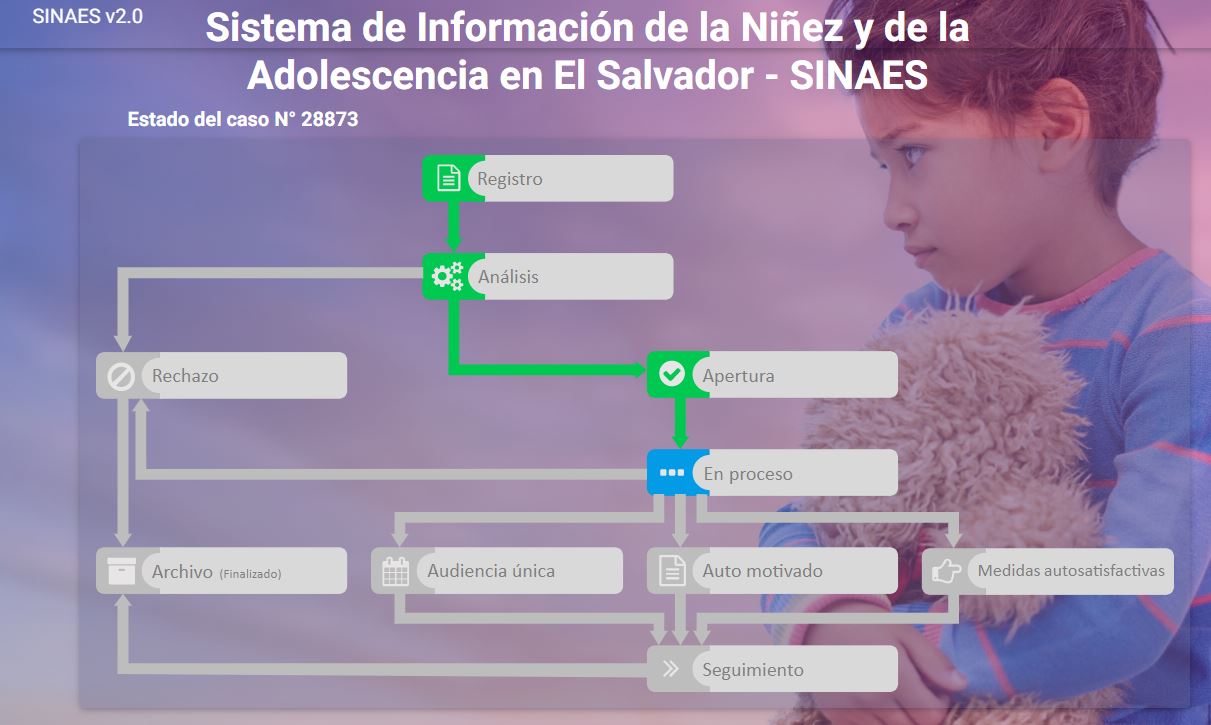 SINAES v2.0
Sistema de Información de la Niñez y de la
Adolescencia en El Salvador - SINAES
Estado del caso N° 28873
Registro
Análisis
Rechazo
Apertura
En proceso
Archivo (Finalizado)
Audiencia única
Auto motivado
Medidas autosatisfactivas
Seguimiento